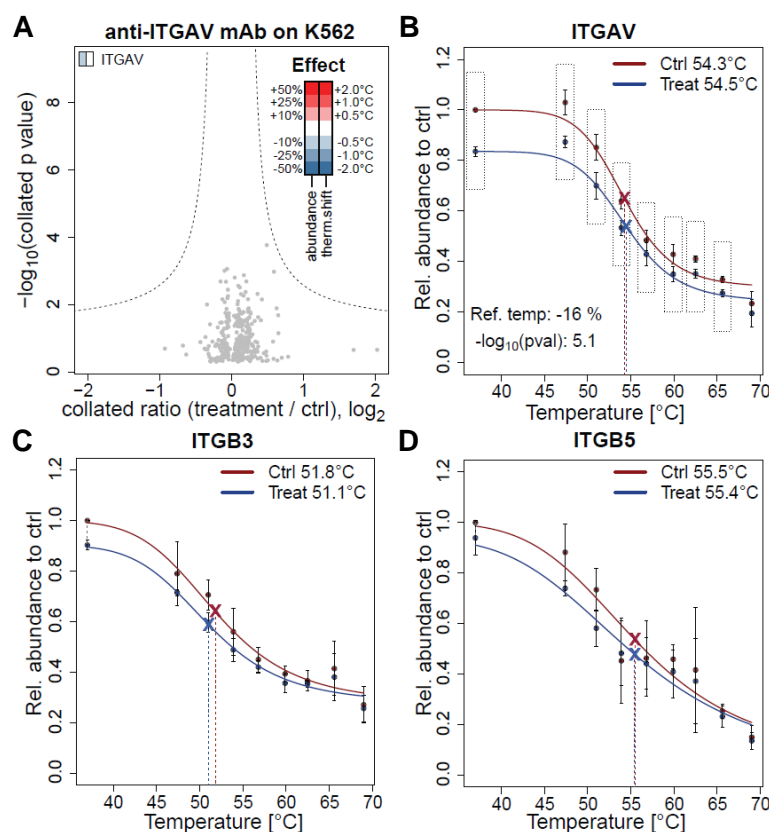 A
anti-ITGAV mAb on K562
ITGAV
Effect
+50% +2.0°C
+25% +1.0°C
+10% +0.5°C
-10% -0.5°C
-25% -1.0°C
-50% -2.0°C
abundance
therm.shift
−log10(collated p value)
8
6
4
2
0
−2 −1 0 1 2
collated ratio (treatment / ctrl), log2
B
ITGAV
Ctrl 54.3°C
Treat 54.5°C
Rel. abundance to ctrl
1.2
1.0
0.8
0.6
0.4
0.2
0.0
Ref. temp: -16 %
-log10(pval): 5.1
40 45 50 55 60 65 70
Temperature [°C]
C
ITGB3
Ctrl 51.8°C
Treat 51.1°C
Rel. abundance to ctrl
1.2
1.0
0.8
0.6
0.4
0.2
0.0
40 45 50 55 60 65 70
Temperature [°C]
D
ITGB5
Ctrl 55.5°C
Treat 55.4°C
Rel. abundance to ctrl
1.2
1.0
0.8
0.6
0.4
0.2
0.0
40 45 50 55 60 65 70
Temperature [°C]